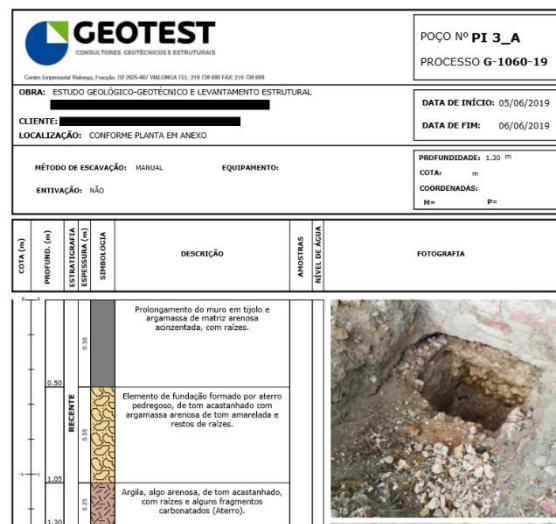 GEOTEST
CONSULTORES GEOTÉCNICOS E ESTRUTURAIS
POÇO Nº PI 3_A
PROCESSO G-1060-19
OBRA: ESTUDO GEOLÓGICO-GEOTÉCNICO E LEVANTAMENTO ESTRUTURAL
CLIENTE:
LOCALIZAÇÃO: CONFORME PLANTA EM ANEXO
DATA DE INÍCIO: 05/06/2019
DATA DE FIM: 06/06/2019
MÉTODO DE ESCAVAÇÃO: MANUAL
EQUIPAMENTO:
ENTIVAÇÃO: NÃO
PROFUNDIDADE: 1.30 m
COTA: m
COORDENADAS:
M= P=
COTA (m)
PROFUND. (m)
ESTRATIGRAFIA
ESPESSURA (m)
SIMBOLOGIA
DESCRIÇÃO
AMOSTRAS
NÍVEL DE ÁGUA
FOTOGRAFIA
Prolongamento do muro em tijolo e
argamassa de matriz arenosa
acinzentada, com raízes.
0.50
0.50
RECENTE
Elemento de fundação formado por aterro
pedregoso, de tom acastanhado com
argamassa arenosa de tom amarelada e
restos de raízes.
0.55
1.05
Argila, algo arenosa, de tom acastanhado,
com raízes e alguns fragmentos
carbonatados (Aterro).
0.25
1.30